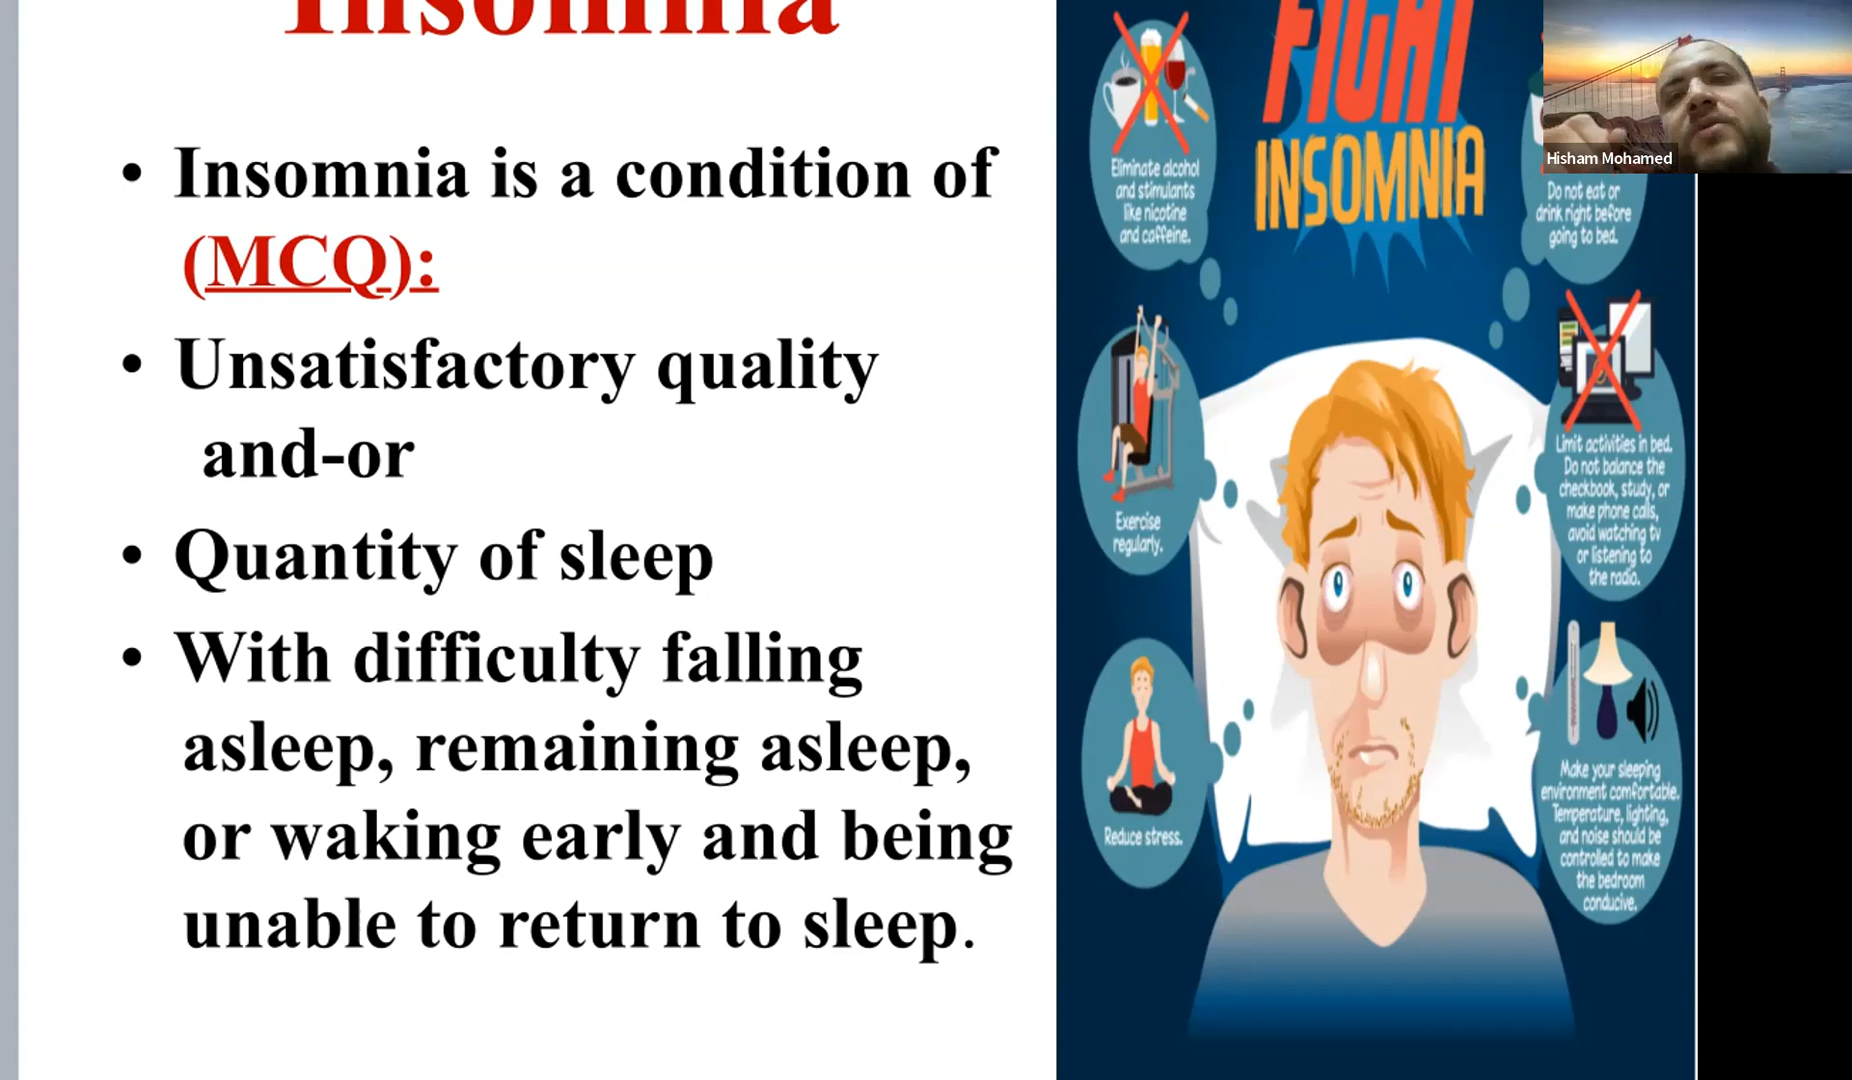 Insomnia
• Insomnia is a condition of
(MCQ):
• Unsatisfactory quality
and-or
• Quantity of sleep
• With difficulty falling
asleep, remaining asleep,
or waking early and being
unable to return to sleep.
FIGHT
INSOMNIA
Eliminate alcohol
and stimulants
like nicotine
and caffeine.
Exercise
regularly.
Reduce stress.
Do not eat or
drink right before
going to bed.
Limit activities in bed.
Do not balance the
checkbook, study, or
make phone calls,
avoid watching tv
or listening to
the radio.
Make your sleeping
environment comfortable.
Temperature, lighting,
and noise should be
controlled to make
the bedroom
conducive.
Hisham Mohamed